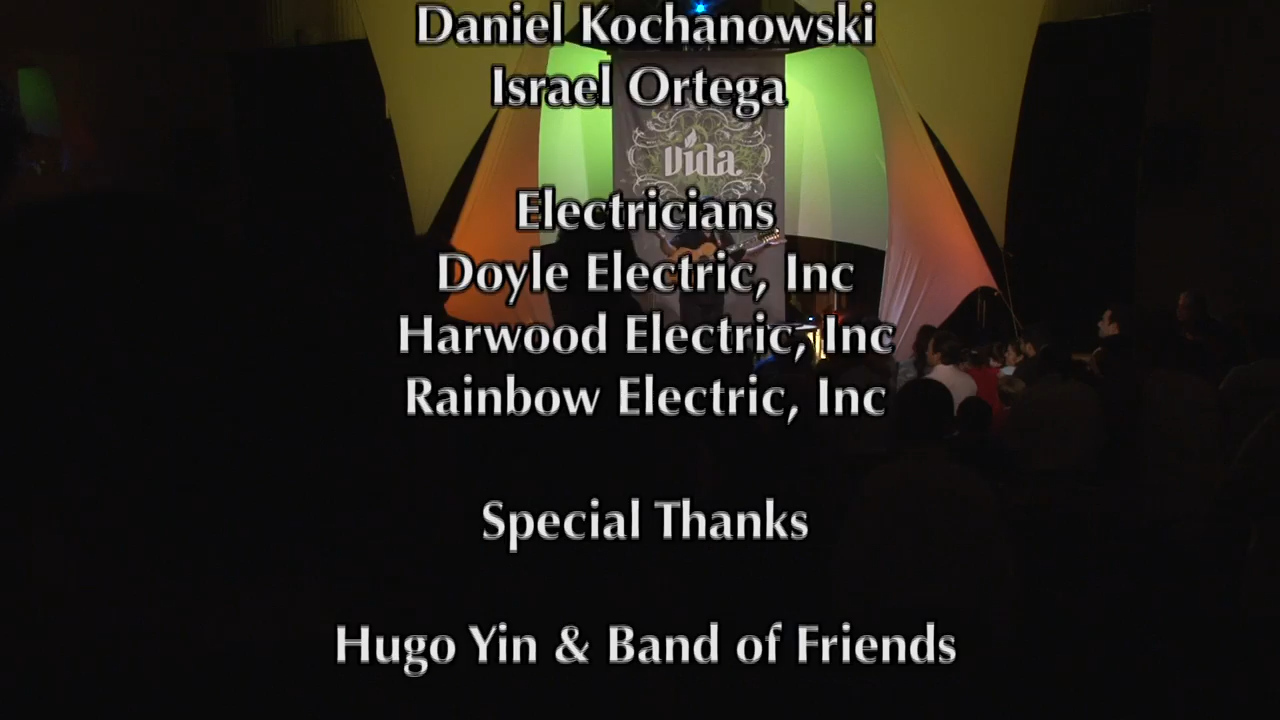 Daniel Kochanowski
Israel Ortega
Vida
Electricians
Doyle Electric, Inc
Harwood Electric, Inc
Rainbow Electric, Inc
Special Thanks
Hugo Yin & Band of Friends